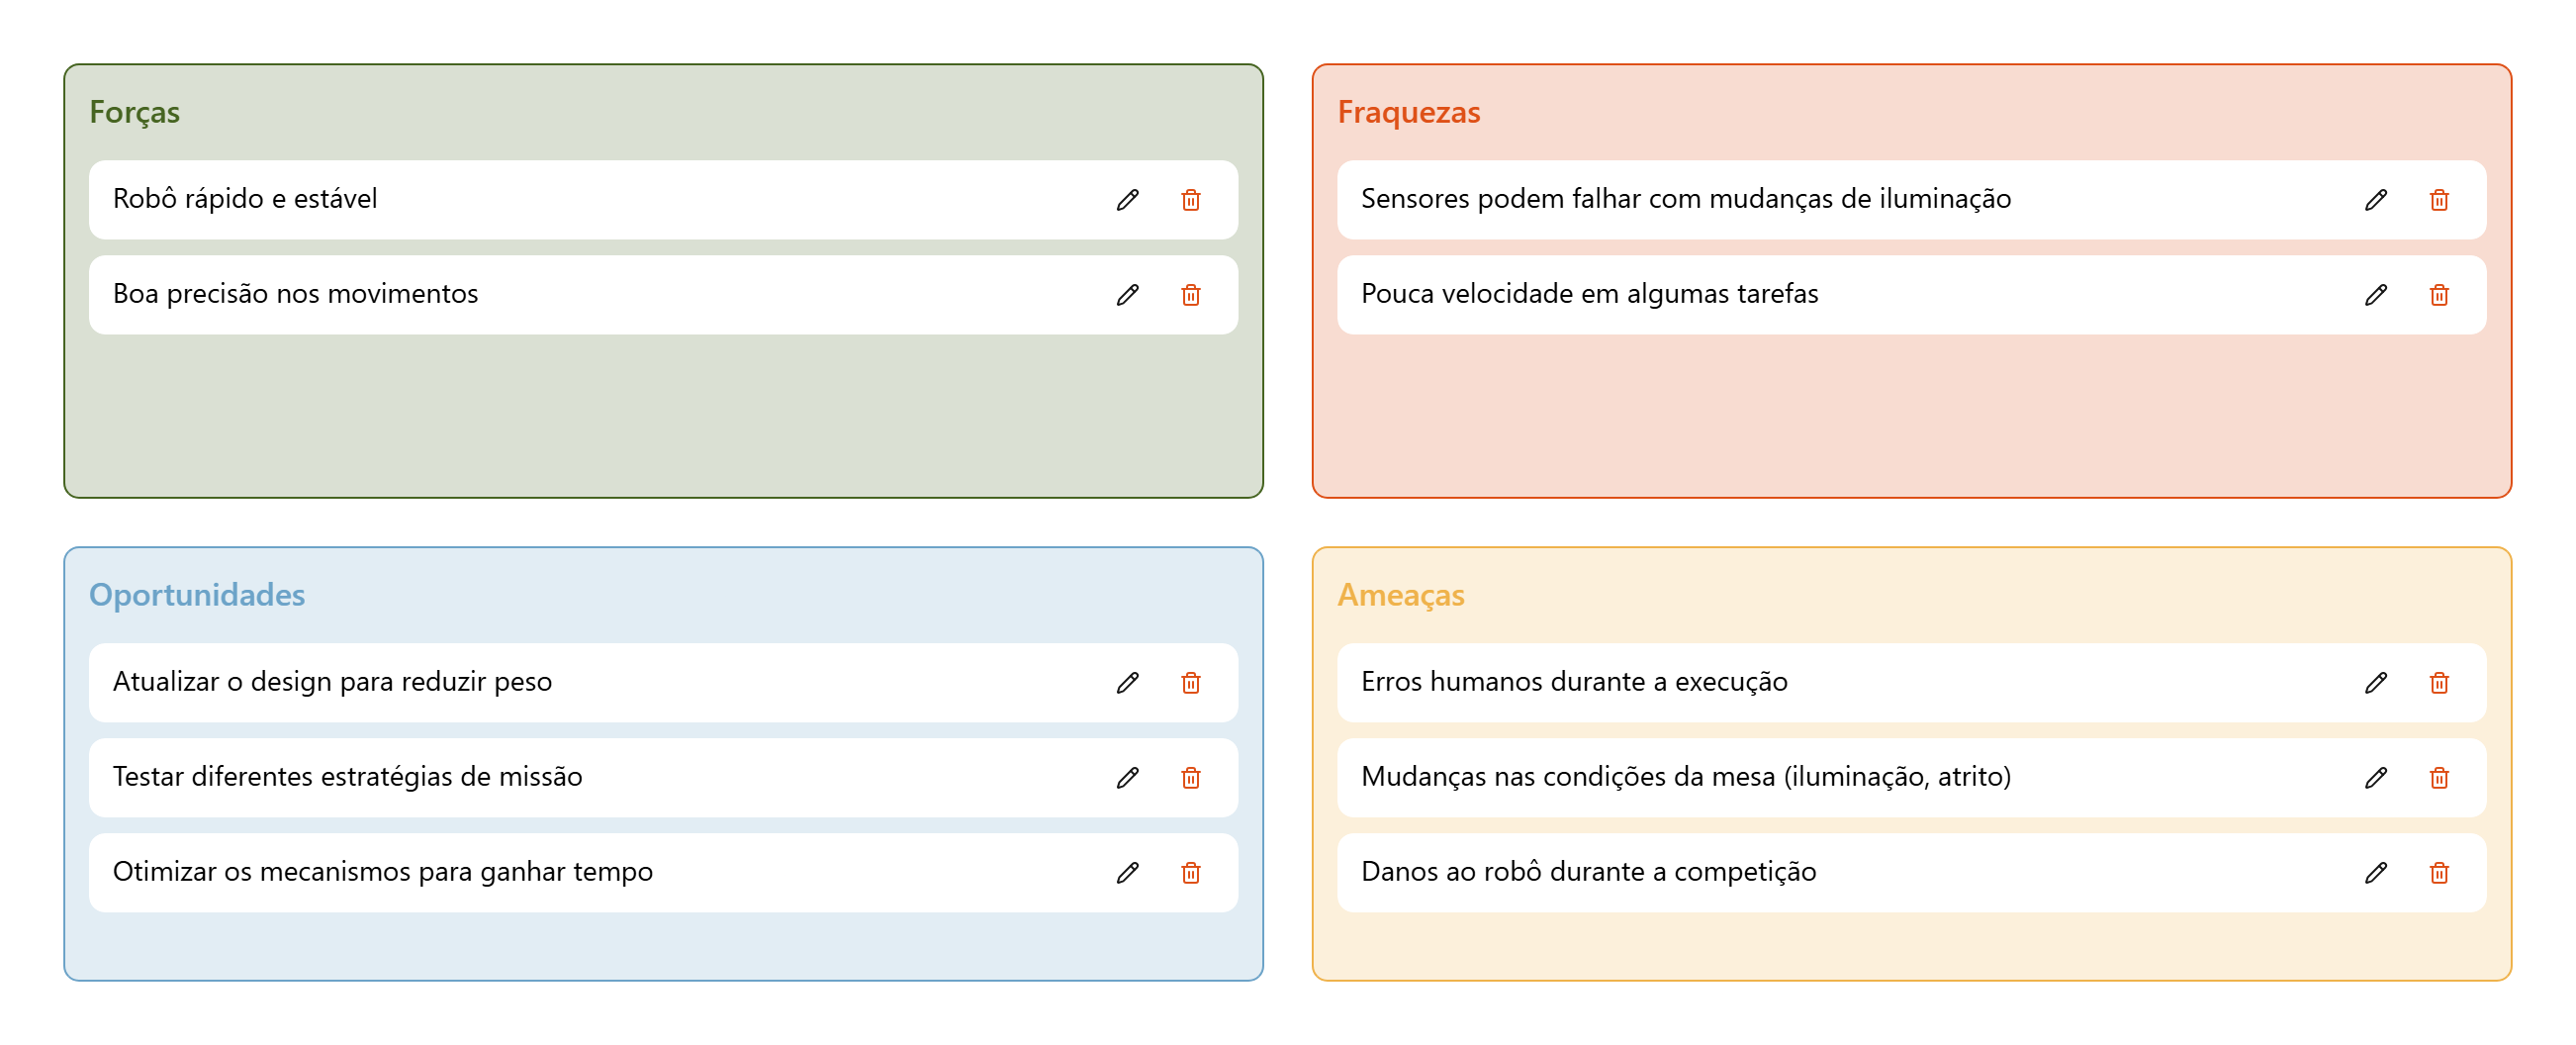 Forças
Robô rápido e estável
Boa precisão nos movimentos
Fraquezas
Sensores podem falhar com mudanças de iluminação
Pouca velocidade em algumas tarefas
Oportunidades
Atualizar o design para reduzir peso
Testar diferentes estratégias de missão
Otimizar os mecanismos para ganhar tempo
Ameaças
Erros humanos durante a execução
Mudanças nas condições da mesa (iluminação, atrito)
Danos ao robô durante a competição